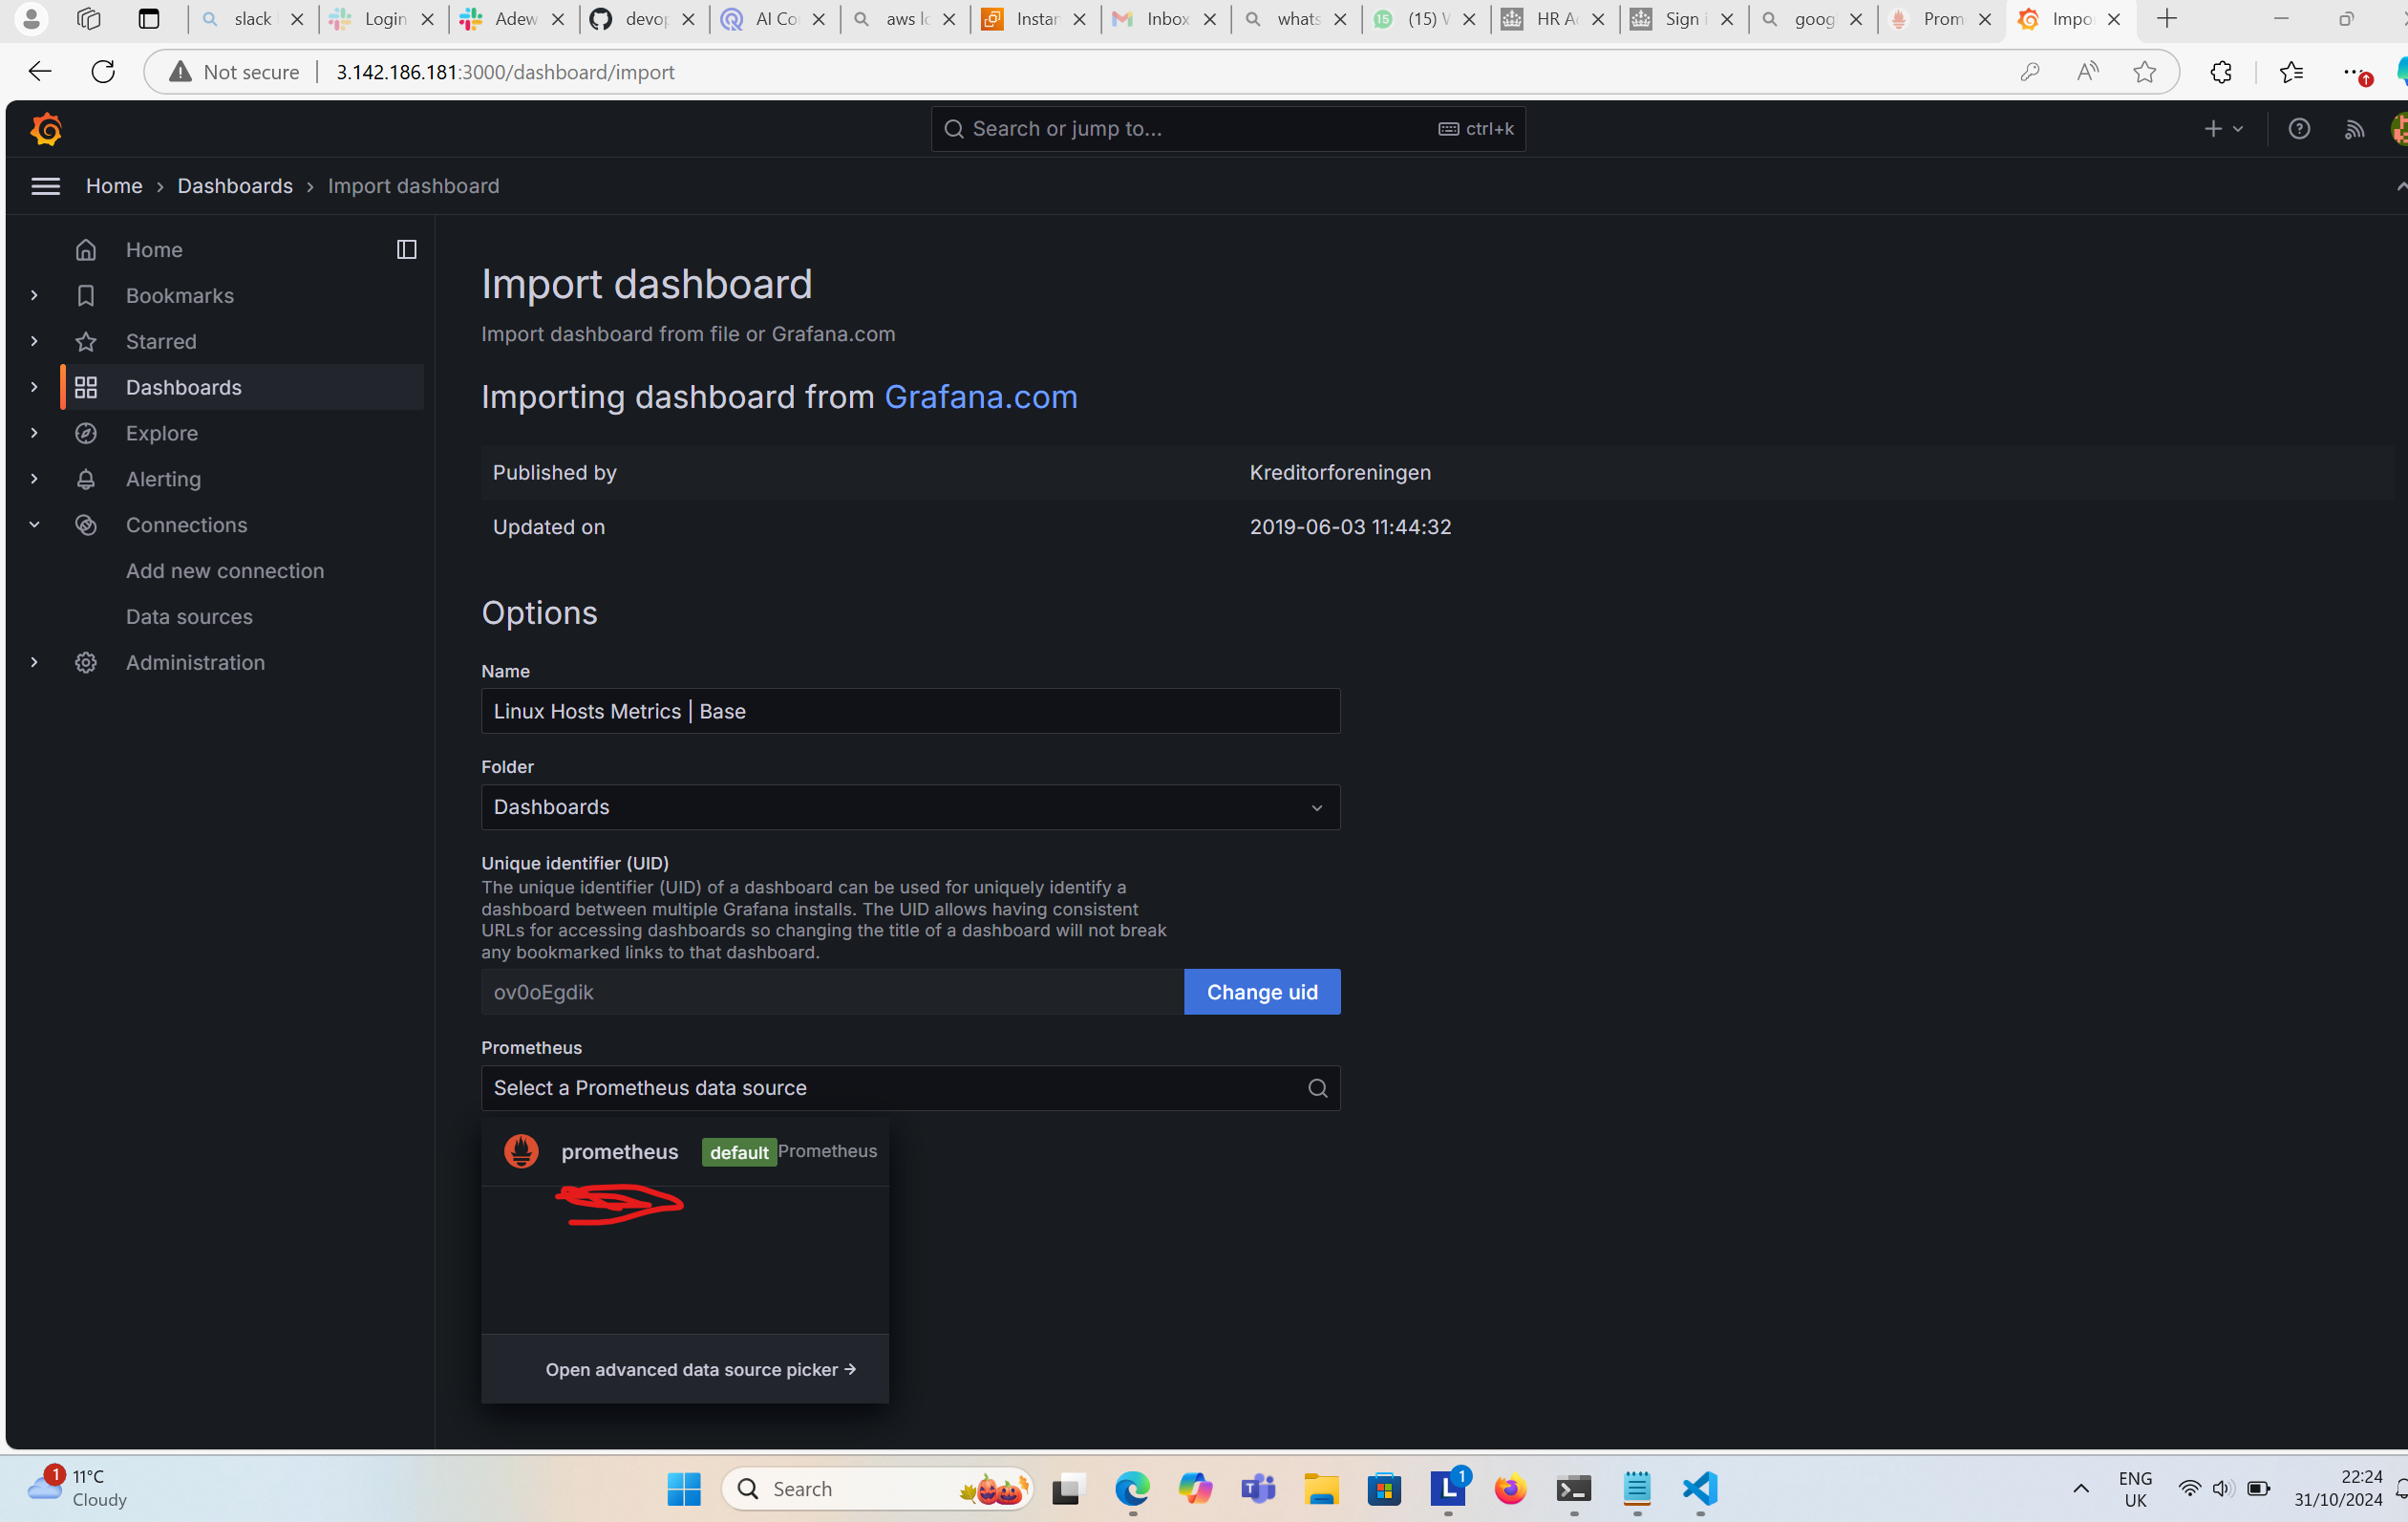 slack
Login
Adew
devop
AI Co
aws lo
Instan
Inbox
whats
15
(15) W
HR A
Sign i
goog
Prom
Impo
Not secure
3.142.186.181:3000/dashboard/import
Search or jump to...
ctrl+k
Home
Dashboards
Import dashboard
Home
Bookmarks
Starred
Dashboards
Explore
Alerting
Connections
Add new connection
Data sources
Administration
Import dashboard
Import dashboard from file or Grafana.com
Importing dashboard from Grafana.com
Published by
Kreditorforeningen
Updated on
2019-06-03 11:44:32
Options
Name
Linux Hosts Metrics | Base
Folder
Dashboards
Unique identifier (UID)
The unique identifier (UID) of a dashboard can be used for uniquely identify a
dashboard between multiple Grafana installs. The UID allows having consistent
URLs for accessing dashboards so changing the title of a dashboard will not break
any bookmarked links to that dashboard.
ov0oEgdik
Change uid
Prometheus
Select a Prometheus data source
prometheus
default
Prometheus
Open advanced data source picker →
1
11°C
Cloudy
Search
L
1
ENG
UK
22:24
31/10/2024